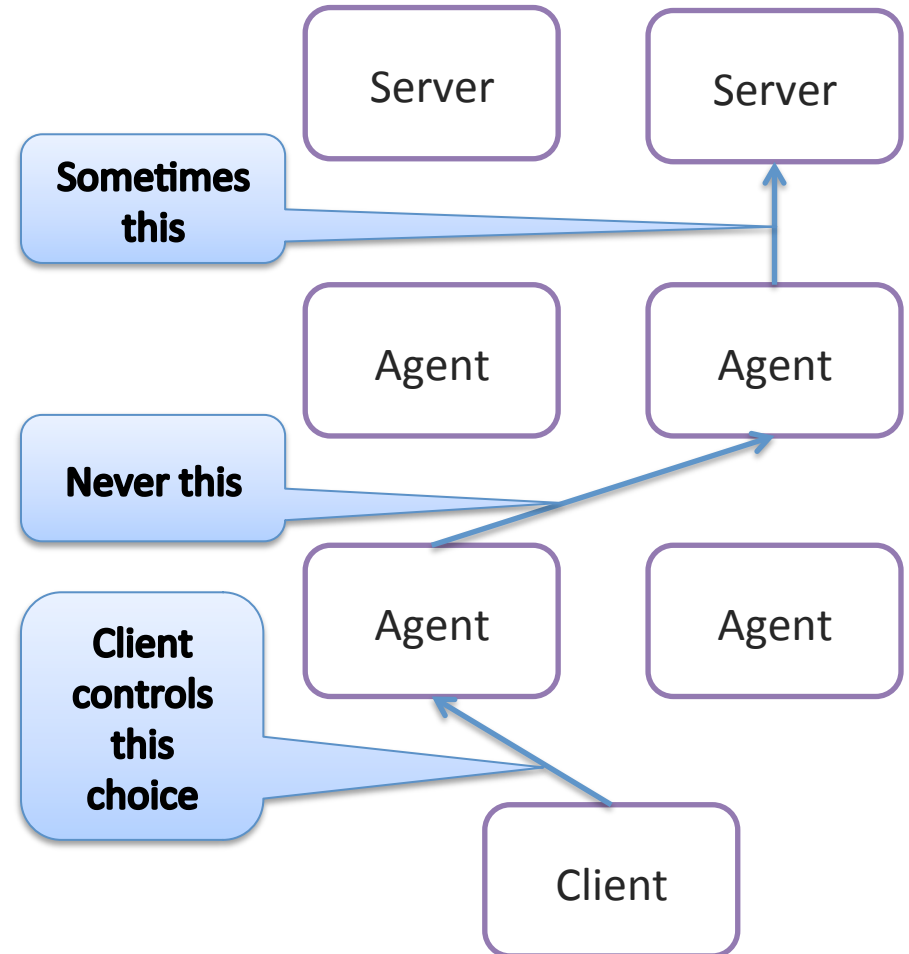 Server
Server
Sometimes
this
Agent
Agent
Never this
Agent
Agent
Client
controls
this
choice
Client